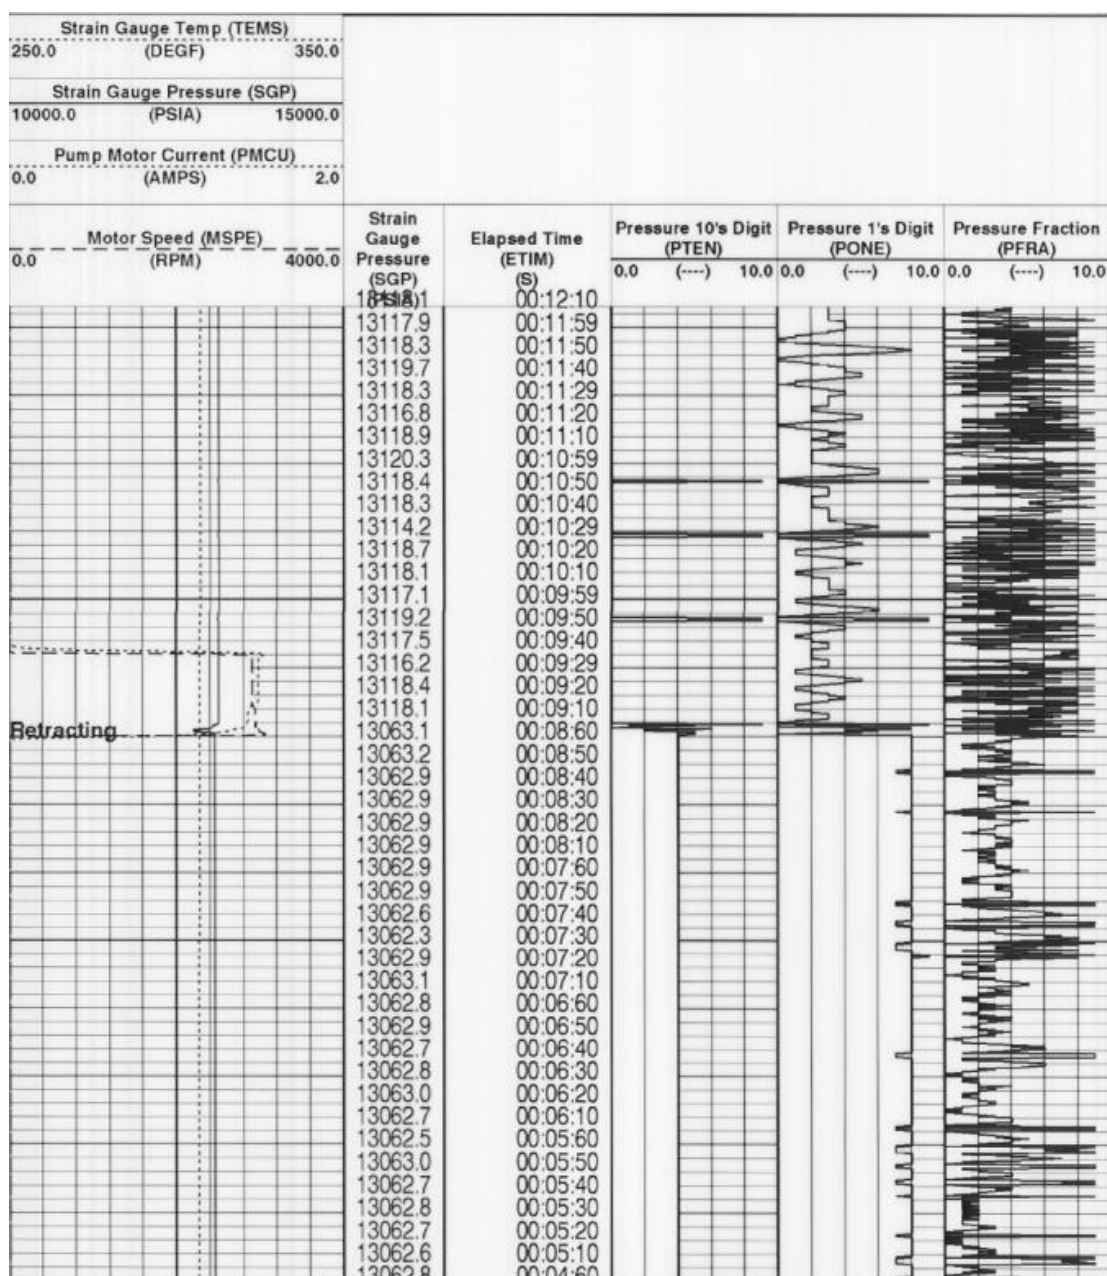 Strain Gauge Temp (TEMS)
250.0 (DEGF) 350.0
Strain Gauge Pressure (SGP)
10000.0 (PSIA) 15000.0
Pump Motor Current (PMCU)
0.0 (AMPS) 2.0
Motor Speed (MSPE)
0.0 (RPM) 4000.0
Strain
Gauge
Pressure
(SGP)
(PSIA)
Elapsed Time
(ETIM)
(S)
Pressure 10's Digit
(PTEN)
0.0 (----) 10.0
Pressure 1's Digit
(PONE)
0.0 (----) 10.0
Pressure Fraction
(PFRA)
0.0 (----) 10.0
00:12:10
13117.9 00:11:59
13118.3 00:11:50
13119.7 00:11:40
13118.3 00:11:29
13116.8 00:11:20
13118.9 00:11:10
13120.3 00:10:59
13118.4 00:10:50
13118.3 00:10:40
13114.2 00:10:29
13118.7 00:10:20
13118.1 00:10:10
13117.1 00:09:59
13119.2 00:09:50
13117.5 00:09:40
13116.2 00:09:29
13118.4 00:09:20
13118.1 00:09:10
Retracting 13063.1 00:08:60
13063.2 00:08:50
13062.9 00:08:40
13062.9 00:08:30
13062.9 00:08:20
13062.9 00:08:10
13062.9 00:07:60
13062.9 00:07:50
13062.6 00:07:40
13062.3 00:07:30
13062.9 00:07:20
13063.1 00:07:10
13062.8 00:06:60
13062.9 00:06:50
13062.7 00:06:40
13062.8 00:06:30
13063.0 00:06:20
13062.7 00:06:10
13062.5 00:05:60
13063.0 00:05:50
13062.7 00:05:40
13062.8 00:05:30
13062.7 00:05:20
13062.6 00:05:10
13062.8 00:04:60